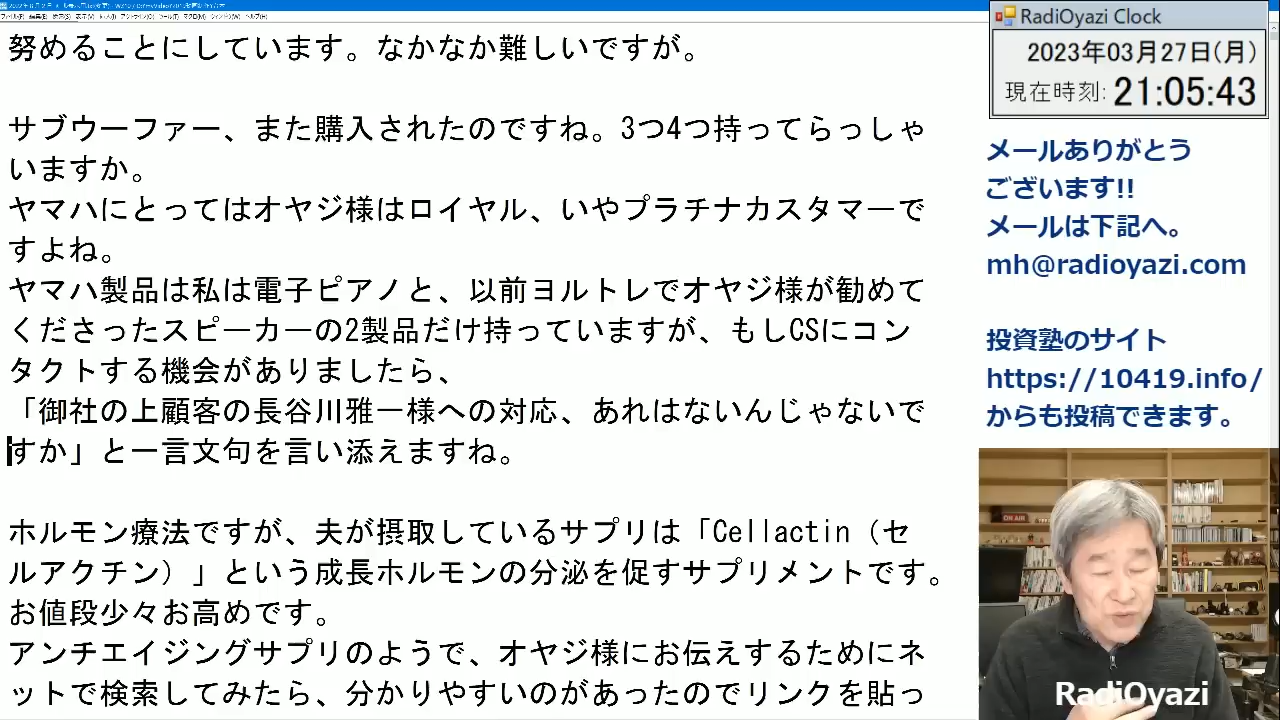 努めることにしています。なかなか難しいですが。
サブウーファー、また購入されたのですね。3つ4つ持ってらっしゃ
いますか。
ヤマハにとってはオヤジ様はロイヤル、いやプラチナカスタマーで
すよね。
ヤマハ製品は私は電子ピアノと、以前ヨルトレでオヤジ様が勧めて
くださったスピーカーの2製品だけ持っていますが、もしCSにコン
タクトする機会がありましたら、
「御社の上顧客の長谷川雅一様への対応、あれはないんじゃないで
すか」と一言文句を言い添えますね。
ホルモン療法ですが、夫が摂取しているサプリは「Cellactin（セ
ルアクチン）」という成長ホルモンの分泌を促すサプリメントです。
お値段少々お高めです。
アンチエイジングサプリのようで、オヤジ様にお伝えするためにネ
ットで検索してみたら、分かりやすいのがあったのでリンクを貼っ
RadiOyazi Clock
2023年03月27日(月)
現在時刻: 21:05:43
メールありがとう
ございます!!
メールは下記へ。
mh@radioyazi.com
投資塾のサイト
https://10419.info/
からも投稿できます。
ON AIR
RadiOyazi